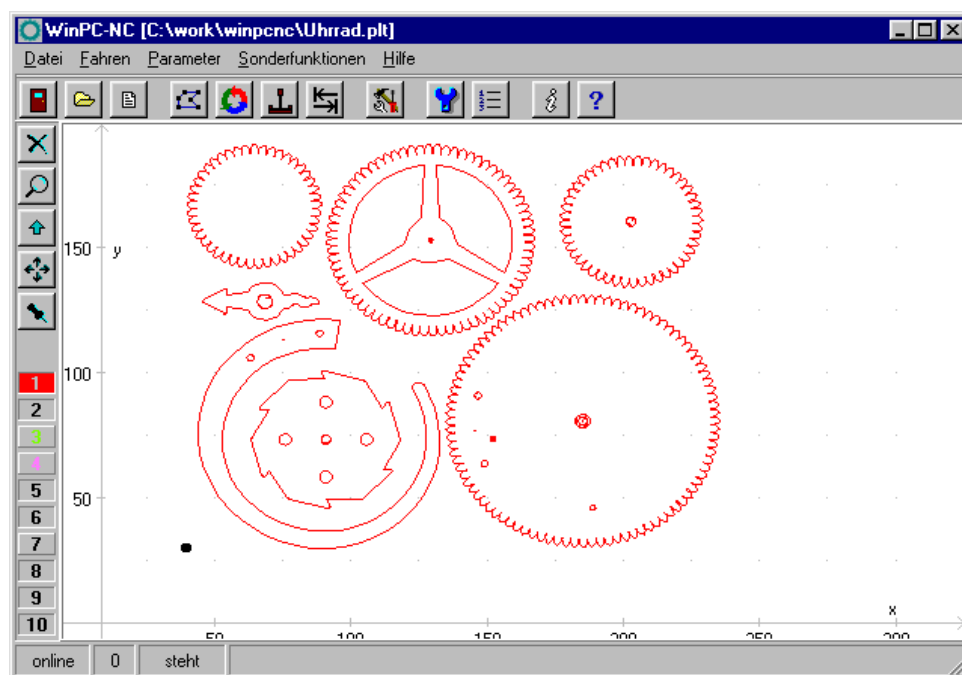 WinPC-NC [C:\work\winpcnc\Uhrrad.plt]
Datei Fahren Parameter Sonderfunktionen Hilfe
i ?
150 y
100
1
2
3
4
5
50
6
7
8
9
x
10
50 100 150 200 250 300
online 0 steht